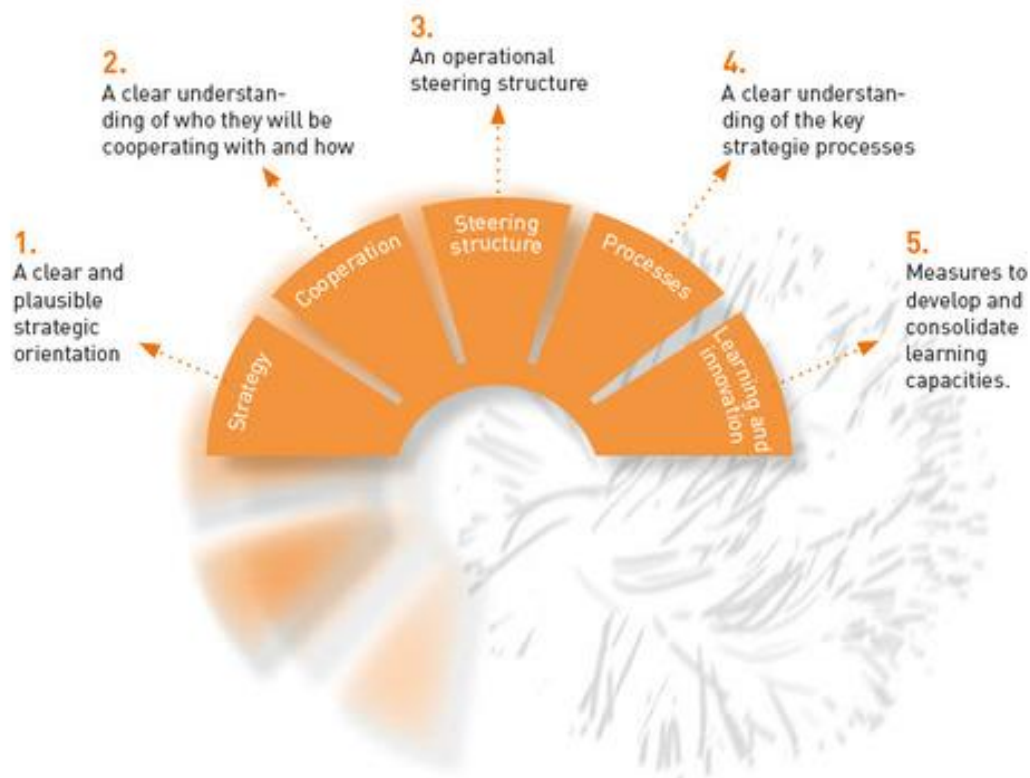 1.
A clear and
plausible
strategic
orientation
2.
A clear understan-
ding of who they will be
cooperating with and how
3.
An operational
steering structure
4.
A clear understan-
ding of the key
strategie processes
5.
Measures to
develop and
consolidate
learning
capacities.
Strategy
Cooperation
Steering
structure
Processes
Learning and
innovation